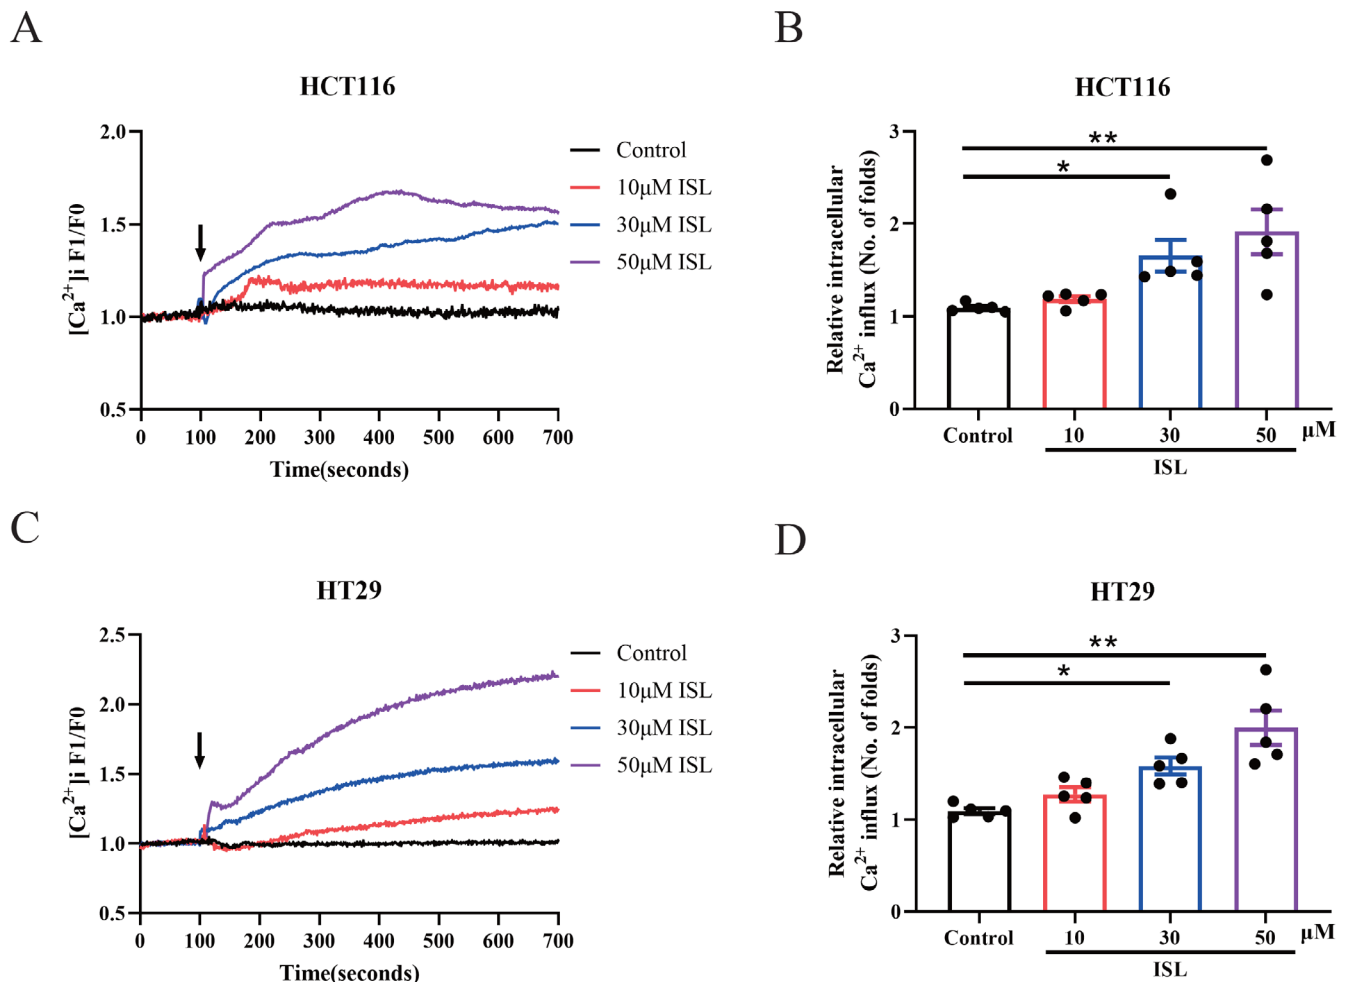 A
HCT116
[Ca²⁺]i F1/F0
2.0
1.5
1.0
0.5
0 100 200 300 400 500 600 700
Time(seconds)
Control
10μM ISL
30μM ISL
50μM ISL
B
HCT116
Relative intracellular
Ca²⁺ influx (No. of folds)
3
2
1
0
**
*
Control 10 30 50 μM
ISL
C
HT29
[Ca²⁺]i F1/F0
2.5
2.0
1.5
1.0
0.5
0 100 200 300 400 500 600 700
Time(seconds)
Control
10μM ISL
30μM ISL
50μM ISL
D
HT29
Relative intracellular
Ca²⁺ influx (No. of folds)
3
2
1
0
**
*
Control 10 30 50 μM
ISL